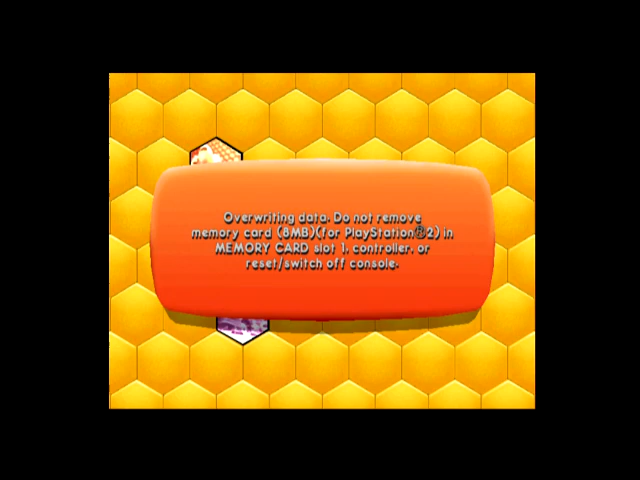 Overwriting data. Do not remove
memory card (8MB)(for PlayStation®2) in
MEMORY CARD slot 1, controller, or
reset/switch off console.